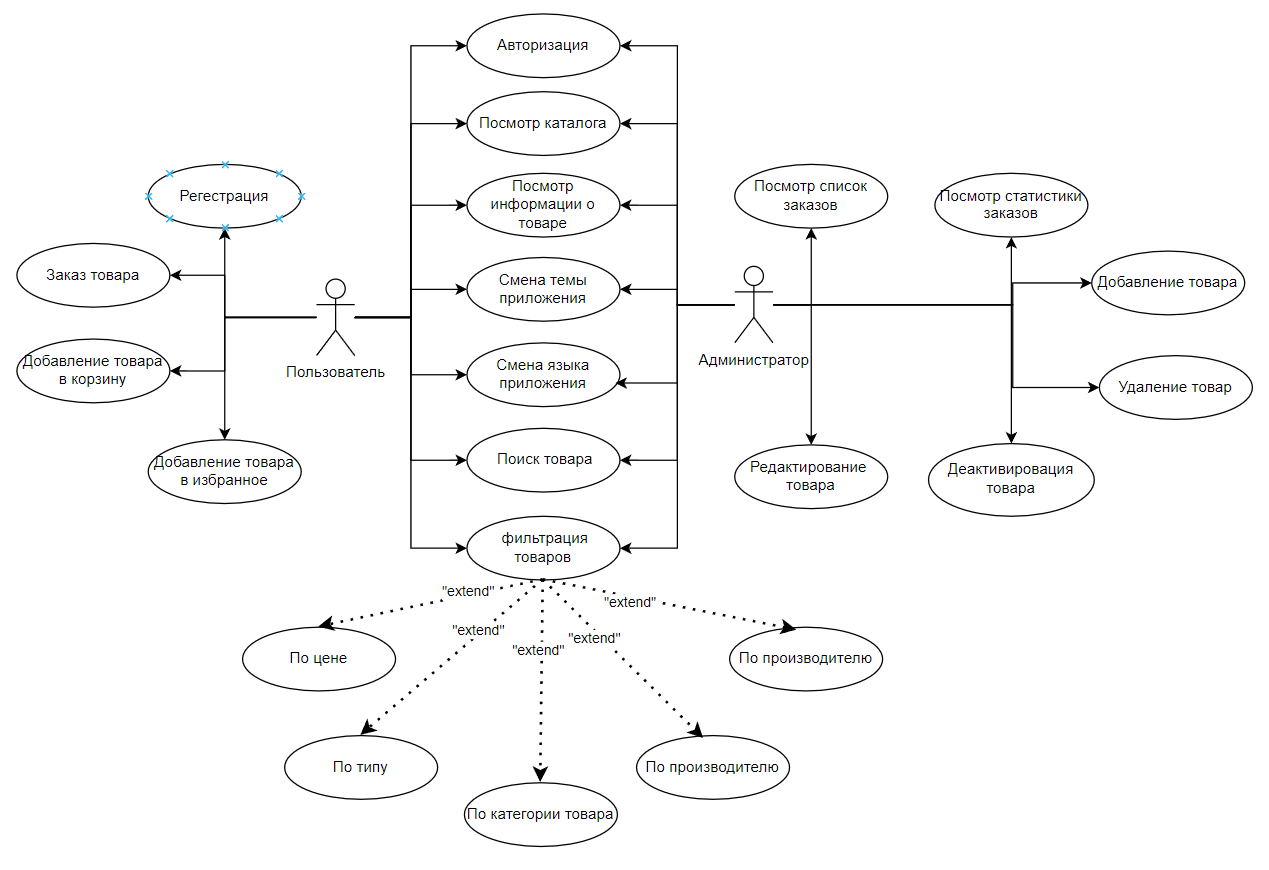 Авторизация
Посмотр каталога
Посмотр
информации о
товаре
Смена темы
приложения
Смена языка
приложения
Поиск товара
фильтрация
товаров
Регестрация
Заказ товара
Добавление товара
в корзину
Добавление товара
в избранное
Пользователь
Администратор
Посмотр список
заказов
Посмотр статистики
заказов
Добавление товара
Удаление товар
Редактирование
товара
Деактивировация
товара
"extend"
"extend"
"extend"
"extend"
"extend"
По цене
По производителю
По типу
По производителю
По категории товара